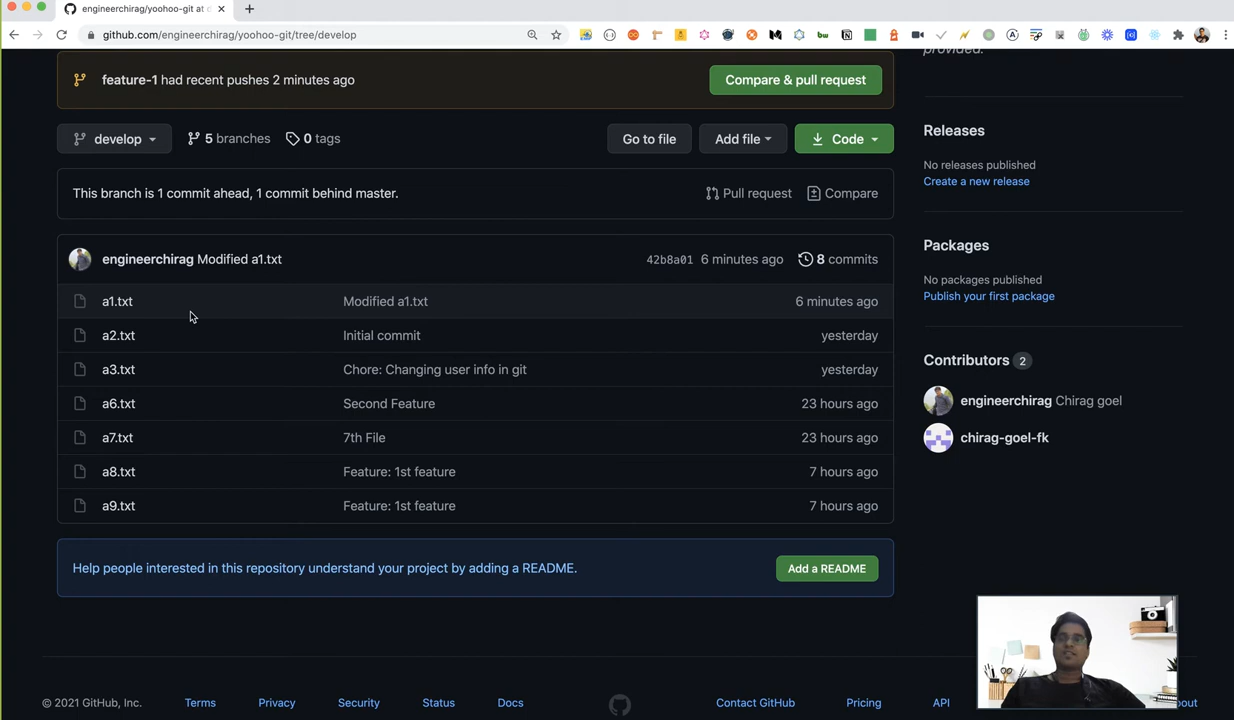 engineerchirag/yoohoo-git at d
github.com/engineerchirag/yoohoo-git/tree/develop
provided.
feature-1 had recent pushes 2 minutes ago
Compare & pull request
develop
5 branches
0 tags
Go to file
Add file
Code
This branch is 1 commit ahead, 1 commit behind master.
Pull request
Compare
engineerchirag Modified a1.txt
42b8a01 6 minutes ago
8 commits
a1.txt Modified a1.txt 6 minutes ago
a2.txt Initial commit yesterday
a3.txt Chore: Changing user info in git yesterday
a6.txt Second Feature 23 hours ago
a7.txt 7th File 23 hours ago
a8.txt Feature: 1st feature 7 hours ago
a9.txt Feature: 1st feature 7 hours ago
Help people interested in this repository understand your project by adding a README.
Add a README
Releases
No releases published
Create a new release
Packages
No packages published
Publish your first package
Contributors 2
engineerchirag Chirag goel
chirag-goel-fk
© 2021 GitHub, Inc.
Terms
Privacy
Security
Status
Docs
Contact GitHub
Pricing
API
out